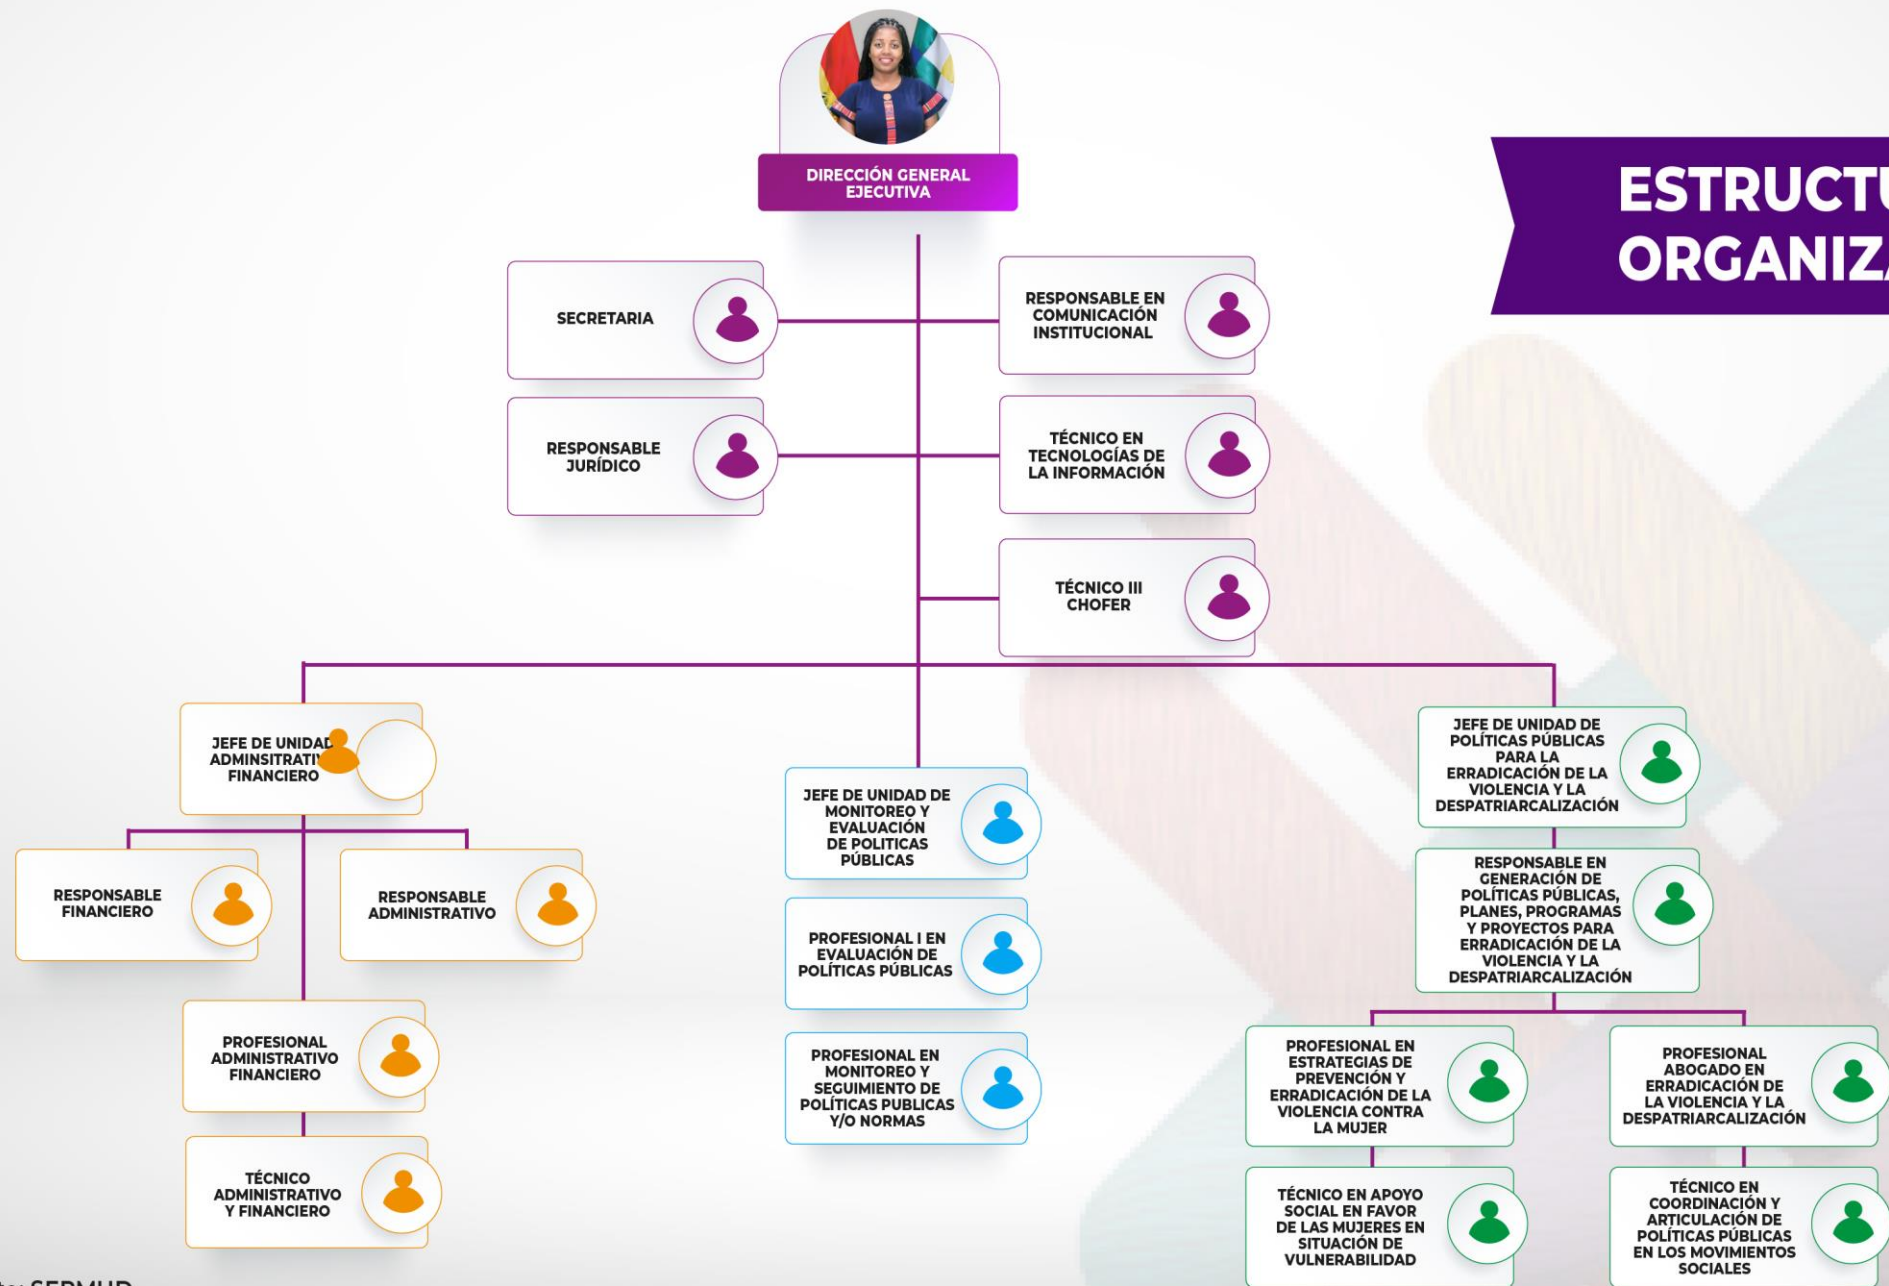 DIRECCIÓN GENERAL
EJECUTIVA
ESTRUCTU
ORGANIZA
SECRETARIA
RESPONSABLE EN
COMUNICACIÓN
INSTITUCIONAL
RESPONSABLE
JURÍDICO
TÉCNICO EN
TECNOLOGÍAS DE
LA INFORMACIÓN
TÉCNICO III
CHOFER
JEFE DE UNIDAD
ADMINSITRATIV
FINANCIERO
JEFE DE UNIDAD DE
MONITOREO Y
EVALUACIÓN
DE POLITICAS
PÚBLICAS
JEFE DE UNIDAD DE
POLÍTICAS PÚBLICAS
PARA LA
ERRADICACIÓN DE LA
VIOLENCIA Y LA
DESPATRIARCALIZACIÓN
RESPONSABLE
FINANCIERO
RESPONSABLE
ADMINISTRATIVO
PROFESIONAL I EN
EVALUACIÓN DE
POLÍTICAS PÚBLICAS
RESPONSABLE EN
GENERACIÓN DE
POLÍTICAS PÚBLICAS,
PLANES, PROGRAMAS
Y PROYECTOS PARA
ERRADICACIÓN DE LA
VIOLENCIA Y LA
DESPATRIARCALIZACIÓN
PROFESIONAL
ADMINISTRATIVO
FINANCIERO
PROFESIONAL EN
MONITOREO Y
SEGUIMIENTO DE
POLÍTICAS PUBLICAS
Y/O NORMAS
PROFESIONAL EN
ESTRATEGIAS DE
PREVENCIÓN Y
ERRADICACIÓN DE LA
VIOLENCIA CONTRA
LA MUJER
PROFESIONAL
ABOGADO EN
ERRADICACIÓN DE
LA VIOLENCIA Y LA
DESPATRIARCALIZACIÓN
TÉCNICO
ADMINISTRATIVO
Y FINANCIERO
TÉCNICO EN APOYO
SOCIAL EN FAVOR
DE LAS MUJERES EN
SITUACIÓN DE
VULNERABILIDAD
TÉCNICO EN
COORDINACIÓN Y
ARTICULACIÓN DE
POLÍTICAS PÚBLICAS
EN LOS MOVIMIENTOS
SOCIALES